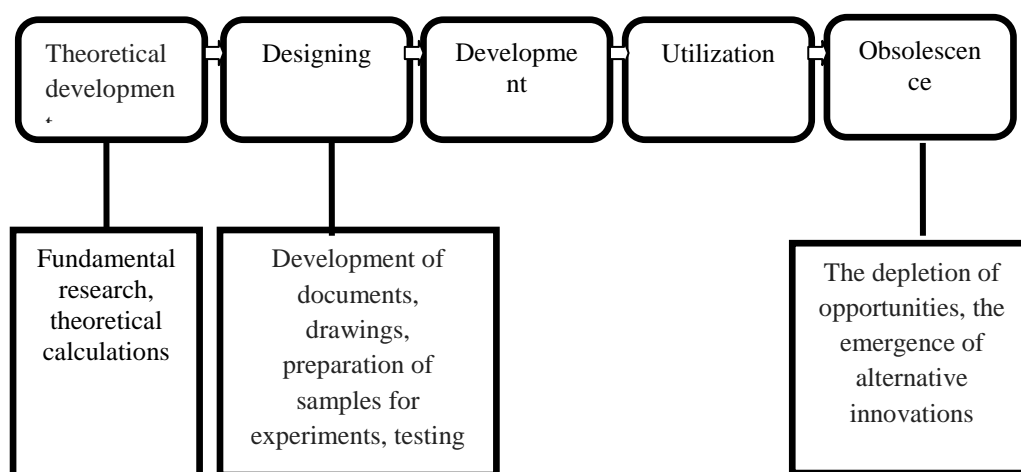 Theoretical
developmen
Designing
Developme
nt
Utilization
Obsolescen
ce
Fundamental
research,
theoretical
calculations
Development of
documents,
drawings,
preparation of
samples for
experiments, testing
The depletion of
opportunities, the
emergence of
alternative
innovations